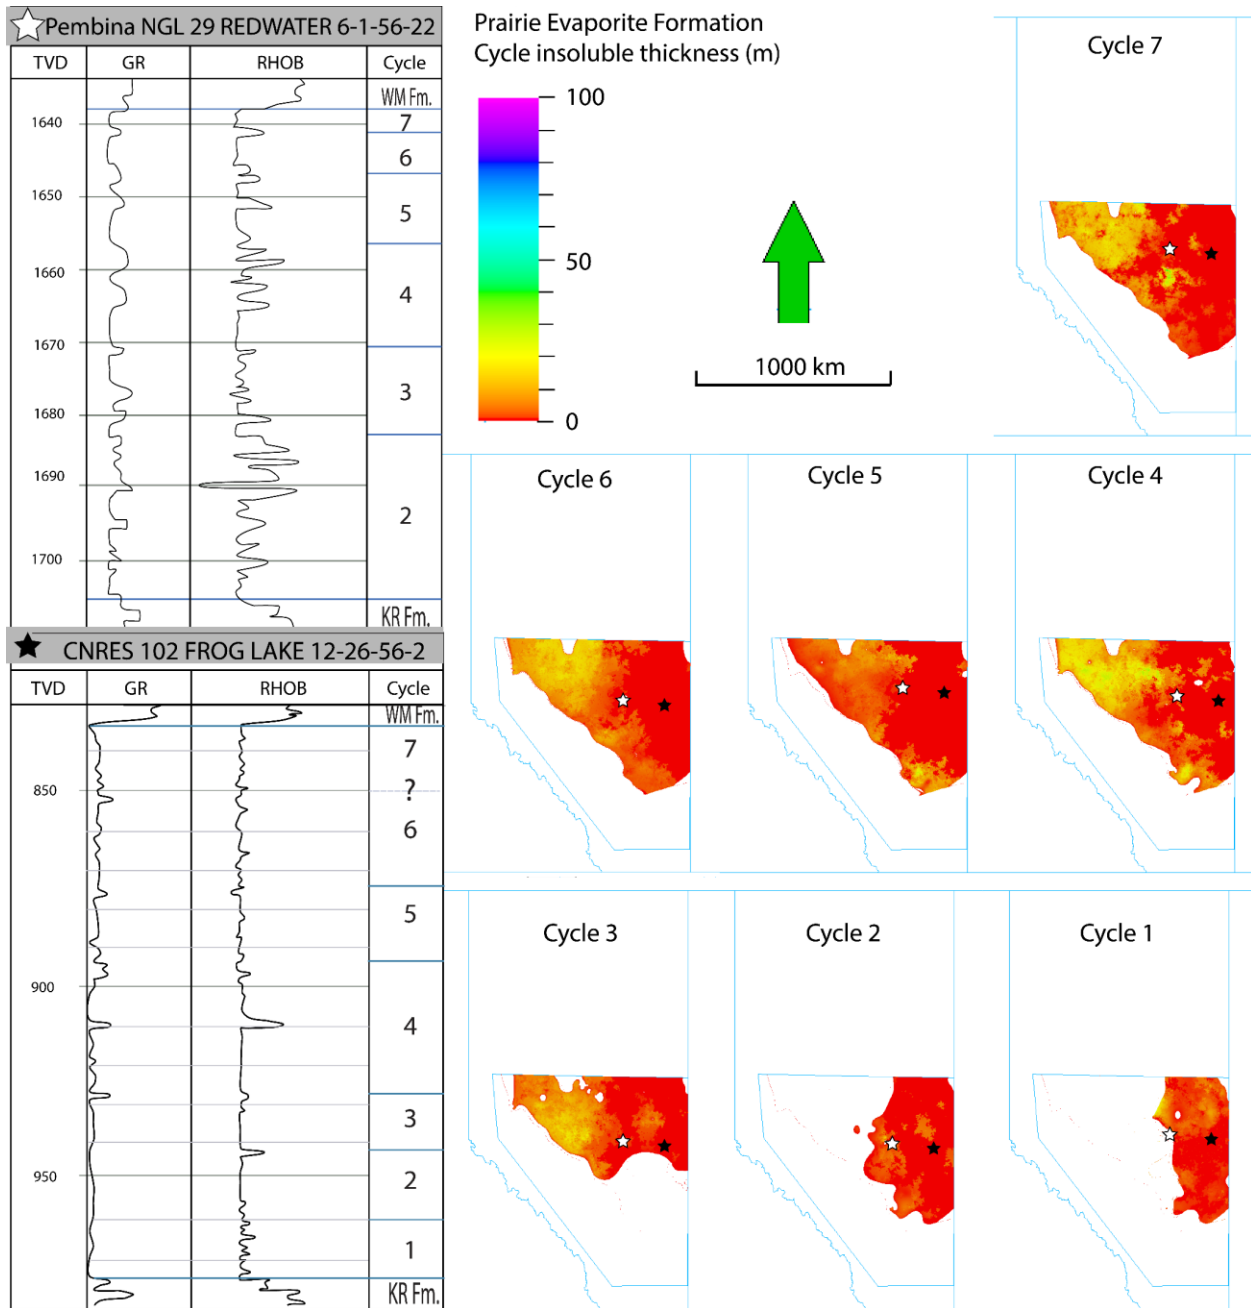 Pembina NGL 29 REDWATER 6-1-56-22
TVD GR RHOB Cycle
WM Fm.
1640
7
6
1650
5
1660
4
1670
3
1680
1690
2
1700
KR Fm.
CNRES 102 FROG LAKE 12-26-56-2
TVD GR RHOB Cycle
WM Fm.
7
850
?
6
5
900
4
3
950
2
1
KR Fm.
Prairie Evaporite Formation
Cycle insoluble thickness (m)
100
50
0
1000 km
Cycle 7
Cycle 6
Cycle 5
Cycle 4
Cycle 3
Cycle 2
Cycle 1